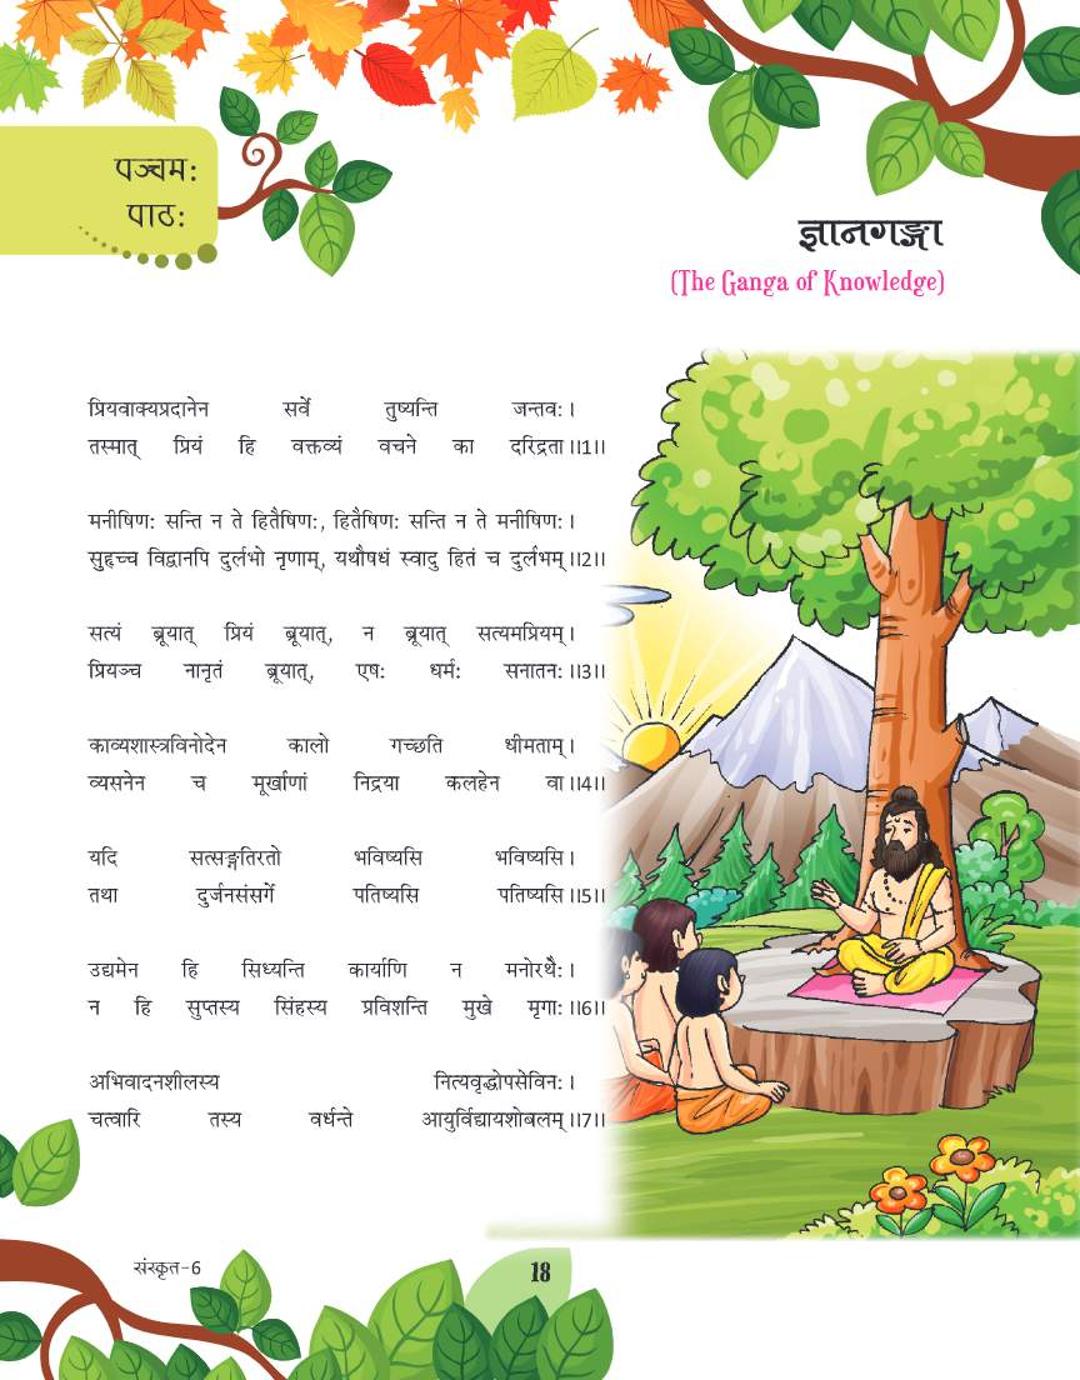 पञ्चमः
पाठः
ज्ञानगङ्गा
(The Ganga of Knowledge)
प्रियवाक्यप्रदानेन सर्वे तुष्यन्ति जन्तवः।
तस्मात् प्रियं हि वक्तव्यं वचने का दरिद्रता ॥1॥
मनीषिणः सन्ति न ते हितैषिणः, हितैषिणः सन्ति न ते मनीषिणः।
सुहृच्च विद्वानपि दुर्लभो नृणाम्, यथौषधं स्वादु हितं च दुर्लभम् ॥2॥
सत्यं ब्रूयात् प्रियं ब्रूयात्, न ब्रूयात् सत्यमप्रियम्।
प्रियञ्च नानृतं ब्रूयात्, एषः धर्मः सनातनः ॥3॥
काव्यशास्त्रविनोदेन कालो गच्छति धीमताम्।
व्यसनेन च मूर्खाणां निद्रया कलहेन वा ॥4॥
यदि सत्सङ्गतिरतो भविष्यसि भविष्यसि।
तथा दुर्जनसंसर्गे पतिष्यसि पतिष्यसि ॥5॥
उद्यमेन हि सिध्यन्ति कार्याणि न मनोरथैः।
न हि सुप्तस्य सिंहस्य प्रविशन्ति मुखे मृगाः ॥6॥
अभिवादनशीलस्य नित्यवृद्धोपसेविनः।
चत्वारि तस्य वर्धन्ते आयुर्विद्यायशोबलम् ॥7॥
संस्कृत-6
18